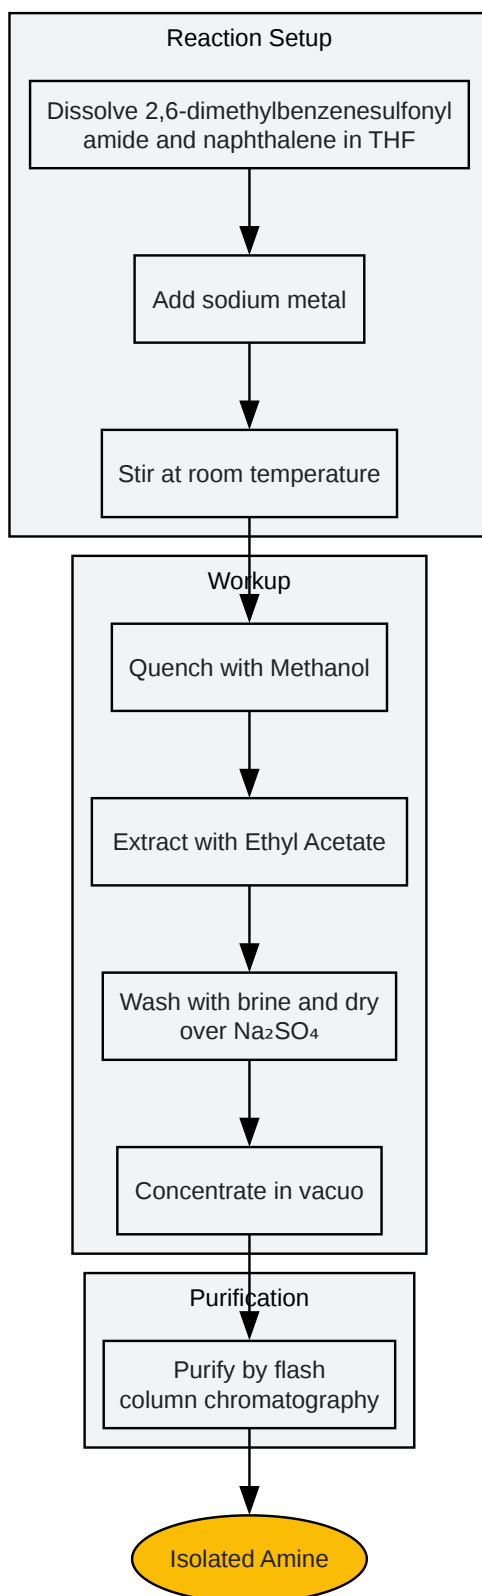 Reaction Setup
Dissolve 2,6-dimethylbenzenesulfonyl
amide and naphthalene in THF
Add sodium metal
Stir at room temperature
Workup
Quench with Methanol
Extract with Ethyl Acetate
Wash with brine and dry
over Na₂SO₄
Concentrate in vacuo
Purification
Purify by flash
column chromatography
Isolated Amine